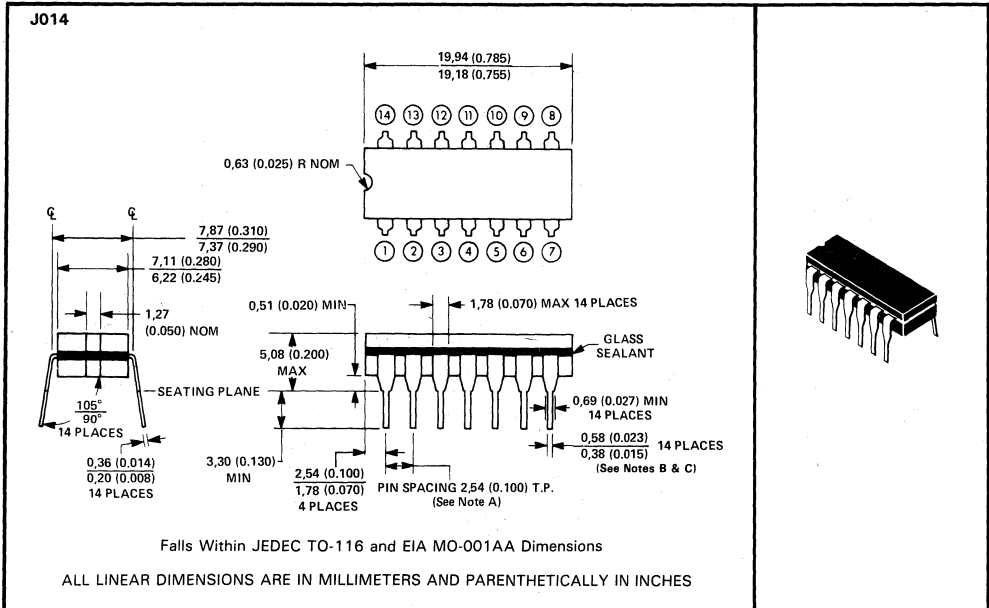 J014
19,94 (0.785)
19,18 (0.755)
14 13 12 11 10 9 8
0,63 (0.025) R NOM
1 2 3 4 5 6 7
℄ ℄
7,87 (0.310)
7,37 (0.290)
7,11 (0.280)
6,22 (0.245)
1,27
(0.050) NOM
0,51 (0.020) MIN
1,78 (0.070) MAX 14 PLACES
5,08 (0.200)
MAX
GLASS
SEALANT
SEATING PLANE
105°
90°
14 PLACES
0,69 (0.027) MIN
14 PLACES
0,58 (0.023)
0,38 (0.015)
14 PLACES
(See Notes B & C)
0,36 (0.014)
0,20 (0.008)
14 PLACES
3,30 (0.130)
MIN
2,54 (0.100)
1,78 (0.070)
4 PLACES
PIN SPACING 2,54 (0.100) T.P.
(See Note A)
Falls Within JEDEC TO-116 and EIA MO-001AA Dimensions
ALL LINEAR DIMENSIONS ARE IN MILLIMETERS AND PARENTHETICALLY IN INCHES